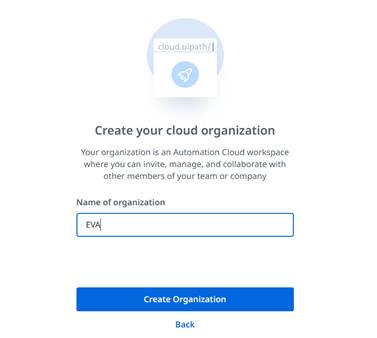 cloud.uipath/
Create your cloud organization
Your organization is an Automation Cloud workspace
where you can invite, manage, and collaborate with
other members of your team or company
Name of organization
EVA
Create Organization
Back